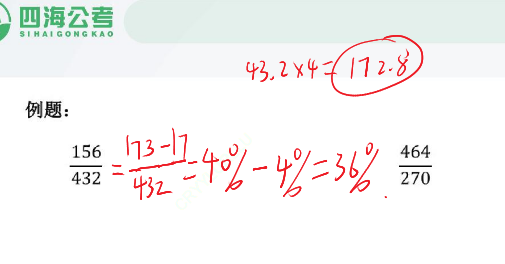 四海公考
SIHAIGONGKAO
43.2×4=172.8
例题：
156/432 = (173-17)/432 = 40% - 4% = 36% 464/270